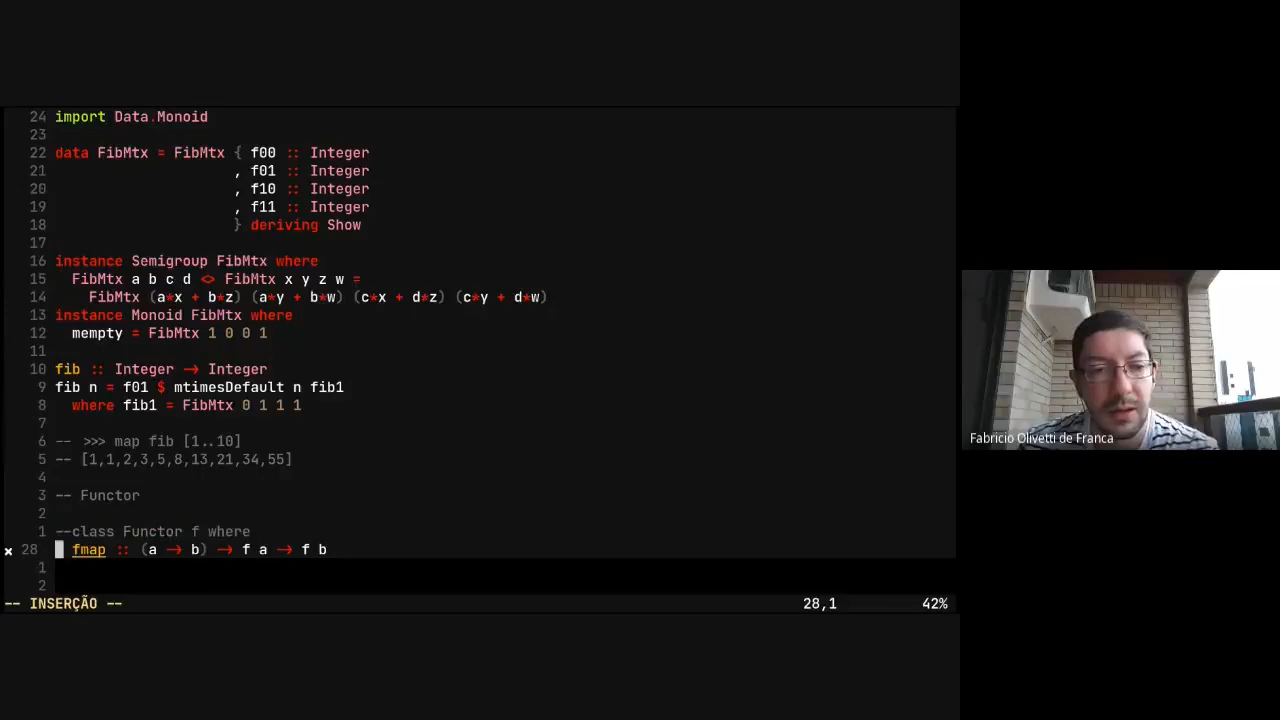 24 import Data.Monoid
23
22 data FibMtx = FibMtx { f00 :: Integer
21 , f01 :: Integer
20 , f10 :: Integer
19 , f11 :: Integer
18 } deriving Show
17
16 instance Semigroup FibMtx where
15 FibMtx a b c d <> FibMtx x y z w =
14 FibMtx (a*x + b*z) (a*y + b*w) (c*x + d*z) (c*y + d*w)
13 instance Monoid FibMtx where
12 mempty = FibMtx 1 0 0 1
11
10 fib :: Integer → Integer
9 fib n = f01 $ mtimesDefault n fib1
8 where fib1 = FibMtx 0 1 1 1
7
6 -- >>> map fib [1..10]
5 -- [1,1,2,3,5,8,13,21,34,55]
4
3 -- Functor
2
1 --class Functor f where
× 28 fmap :: (a → b) → f a → f b
1
2
-- INSERÇÃO -- 28,1 42%
Fabricio Olivetti de Franca